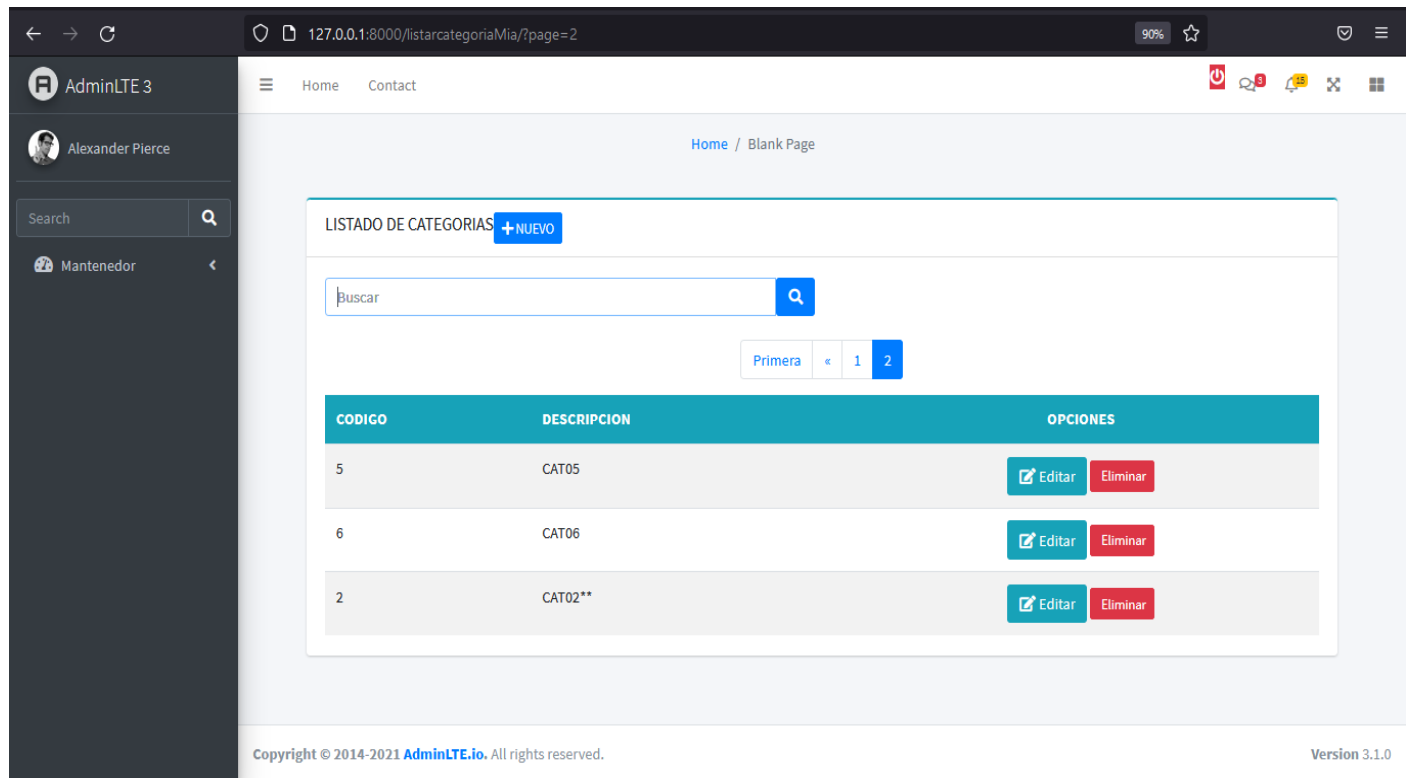 127.0.0.1:8000/listarcategoriaMia/?page=2
90%
AdminLTE 3
Home Contact
3
15
Alexander Pierce
Home / Blank Page
Search
Mantenedor
LISTADO DE CATEGORIAS +NUEVO
Buscar
Primera « 1 2
CODIGO DESCRIPCION OPCIONES
5 CAT05 Editar Eliminar
6 CAT06 Editar Eliminar
2 CAT02** Editar Eliminar
Copyright © 2014-2021 AdminLTE.io. All rights reserved. Version 3.1.0